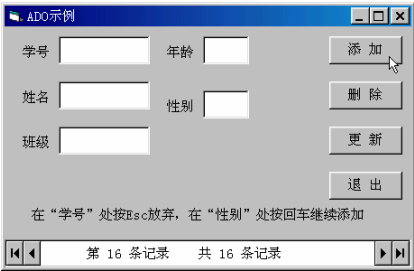 ADO示例
学号 年龄 添 加
姓名 性别 删 除
班级 更 新
退 出
在“学号”处按Esc放弃，在“性别”处按回车继续添加
第 16 条记录 共 16 条记录